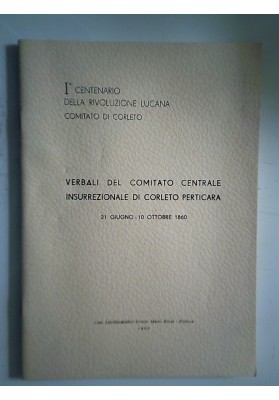 I° CENTENARIO
DELLA RIVOLUZIONE LUCANA
COMITATO DI CORLETO
VERBALI DEL COMITATO CENTRALE
INSURREZIONALE DI CORLETO PERTICARA
21 GIUGNO - 10 OTTOBRE 1860